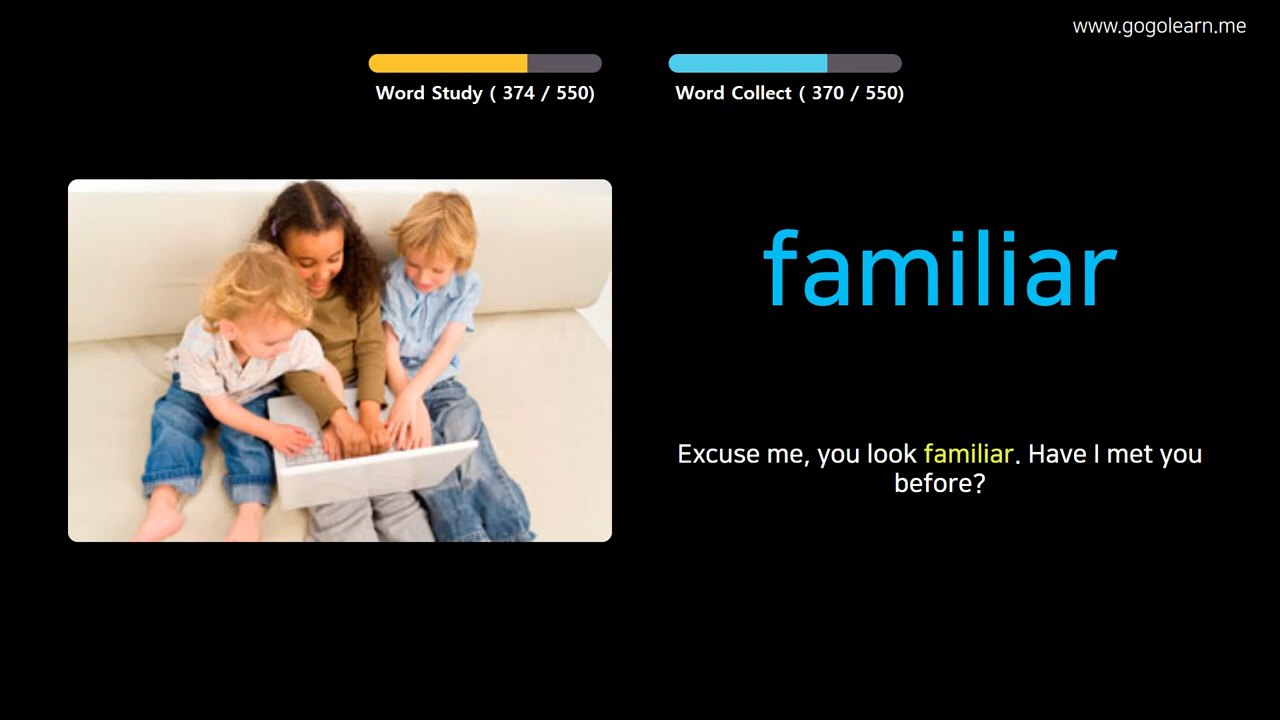 www.gogolearn.me
Word Study ( 374 / 550)
Word Collect ( 370 / 550)
familiar
Excuse me, you look familiar. Have I met you
before?